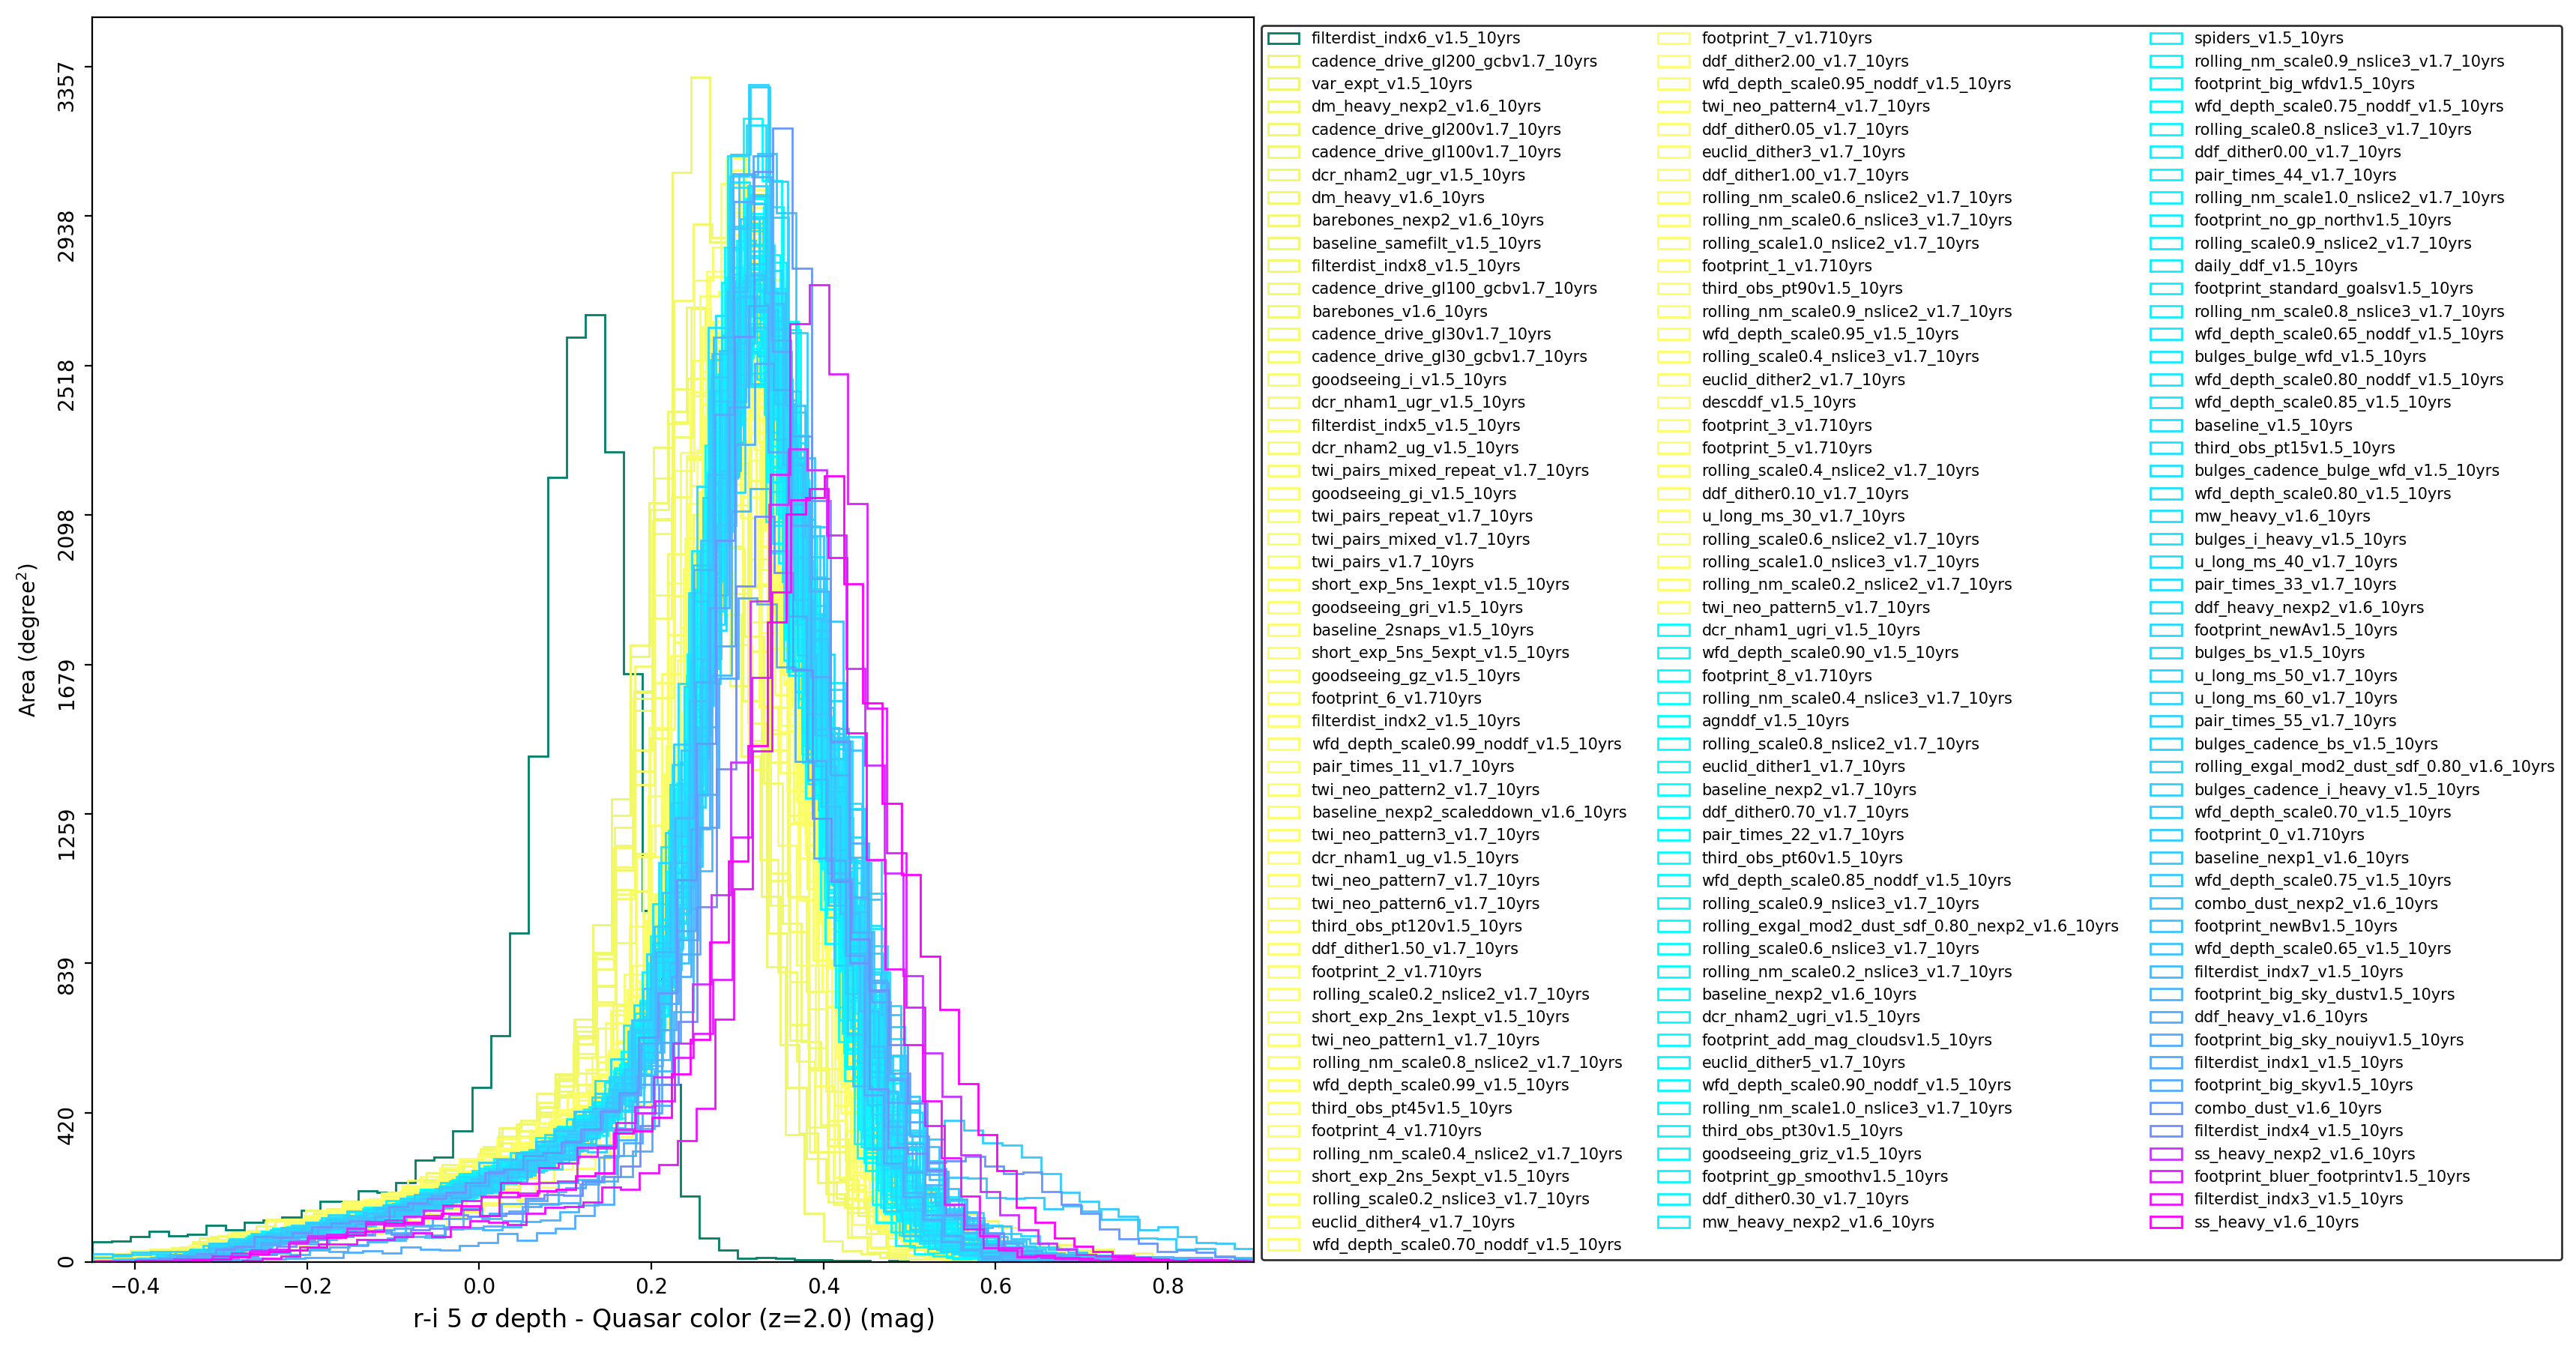 3357
2938
2518
2098
1679
1259
839
420
0
Area (degree²)
−0.4 −0.2 0.0 0.2 0.4 0.6 0.8
r-i 5 σ depth - Quasar color (z=2.0) (mag)
filterdist_indx6_v1.5_10yrs
cadence_drive_gl200_gcbv1.7_10yrs
var_expt_v1.5_10yrs
dm_heavy_nexp2_v1.6_10yrs
cadence_drive_gl200v1.7_10yrs
cadence_drive_gl100v1.7_10yrs
dcr_nham2_ugr_v1.5_10yrs
dm_heavy_v1.6_10yrs
barebones_nexp2_v1.6_10yrs
baseline_samefilt_v1.5_10yrs
filterdist_indx8_v1.5_10yrs
cadence_drive_gl100_gcbv1.7_10yrs
barebones_v1.6_10yrs
cadence_drive_gl30v1.7_10yrs
cadence_drive_gl30_gcbv1.7_10yrs
goodseeing_i_v1.5_10yrs
dcr_nham1_ugr_v1.5_10yrs
filterdist_indx5_v1.5_10yrs
dcr_nham2_ug_v1.5_10yrs
twi_pairs_mixed_repeat_v1.7_10yrs
goodseeing_gi_v1.5_10yrs
twi_pairs_repeat_v1.7_10yrs
twi_pairs_mixed_v1.7_10yrs
twi_pairs_v1.7_10yrs
short_exp_5ns_1expt_v1.5_10yrs
goodseeing_gri_v1.5_10yrs
baseline_2snaps_v1.5_10yrs
short_exp_5ns_5expt_v1.5_10yrs
goodseeing_gz_v1.5_10yrs
footprint_6_v1.710yrs
filterdist_indx2_v1.5_10yrs
wfd_depth_scale0.99_noddf_v1.5_10yrs
pair_times_11_v1.7_10yrs
twi_neo_pattern2_v1.7_10yrs
baseline_nexp2_scaleddown_v1.6_10yrs
twi_neo_pattern3_v1.7_10yrs
dcr_nham1_ug_v1.5_10yrs
twi_neo_pattern7_v1.7_10yrs
twi_neo_pattern6_v1.7_10yrs
third_obs_pt120v1.5_10yrs
ddf_dither1.50_v1.7_10yrs
footprint_2_v1.710yrs
rolling_scale0.2_nslice2_v1.7_10yrs
short_exp_2ns_1expt_v1.5_10yrs
twi_neo_pattern1_v1.7_10yrs
rolling_nm_scale0.8_nslice2_v1.7_10yrs
wfd_depth_scale0.99_v1.5_10yrs
third_obs_pt45v1.5_10yrs
footprint_4_v1.710yrs
rolling_nm_scale0.4_nslice2_v1.7_10yrs
short_exp_2ns_5expt_v1.5_10yrs
rolling_scale0.2_nslice3_v1.7_10yrs
euclid_dither4_v1.7_10yrs
wfd_depth_scale0.70_noddf_v1.5_10yrs
footprint_7_v1.710yrs
ddf_dither2.00_v1.7_10yrs
wfd_depth_scale0.95_noddf_v1.5_10yrs
twi_neo_pattern4_v1.7_10yrs
ddf_dither0.05_v1.7_10yrs
euclid_dither3_v1.7_10yrs
ddf_dither1.00_v1.7_10yrs
rolling_nm_scale0.6_nslice2_v1.7_10yrs
rolling_nm_scale0.6_nslice3_v1.7_10yrs
rolling_scale1.0_nslice2_v1.7_10yrs
footprint_1_v1.710yrs
third_obs_pt90v1.5_10yrs
rolling_nm_scale0.9_nslice2_v1.7_10yrs
wfd_depth_scale0.95_v1.5_10yrs
rolling_scale0.4_nslice3_v1.7_10yrs
euclid_dither2_v1.7_10yrs
descddf_v1.5_10yrs
footprint_3_v1.710yrs
footprint_5_v1.710yrs
rolling_scale0.4_nslice2_v1.7_10yrs
ddf_dither0.10_v1.7_10yrs
u_long_ms_30_v1.7_10yrs
rolling_scale0.6_nslice2_v1.7_10yrs
rolling_scale1.0_nslice3_v1.7_10yrs
rolling_nm_scale0.2_nslice2_v1.7_10yrs
twi_neo_pattern5_v1.7_10yrs
dcr_nham1_ugri_v1.5_10yrs
wfd_depth_scale0.90_v1.5_10yrs
footprint_8_v1.710yrs
rolling_nm_scale0.4_nslice3_v1.7_10yrs
agnddf_v1.5_10yrs
rolling_scale0.8_nslice2_v1.7_10yrs
euclid_dither1_v1.7_10yrs
baseline_nexp2_v1.7_10yrs
ddf_dither0.70_v1.7_10yrs
pair_times_22_v1.7_10yrs
third_obs_pt60v1.5_10yrs
wfd_depth_scale0.85_noddf_v1.5_10yrs
rolling_scale0.9_nslice3_v1.7_10yrs
rolling_exgal_mod2_dust_sdf_0.80_nexp2_v1.6_10yrs
rolling_scale0.6_nslice3_v1.7_10yrs
rolling_nm_scale0.2_nslice3_v1.7_10yrs
baseline_nexp2_v1.6_10yrs
dcr_nham2_ugri_v1.5_10yrs
footprint_add_mag_cloudsv1.5_10yrs
euclid_dither5_v1.7_10yrs
wfd_depth_scale0.90_noddf_v1.5_10yrs
rolling_nm_scale1.0_nslice3_v1.7_10yrs
third_obs_pt30v1.5_10yrs
goodseeing_griz_v1.5_10yrs
footprint_gp_smoothv1.5_10yrs
ddf_dither0.30_v1.7_10yrs
mw_heavy_nexp2_v1.6_10yrs
spiders_v1.5_10yrs
rolling_nm_scale0.9_nslice3_v1.7_10yrs
footprint_big_wfdv1.5_10yrs
wfd_depth_scale0.75_noddf_v1.5_10yrs
rolling_scale0.8_nslice3_v1.7_10yrs
ddf_dither0.00_v1.7_10yrs
pair_times_44_v1.7_10yrs
rolling_nm_scale1.0_nslice2_v1.7_10yrs
footprint_no_gp_northv1.5_10yrs
rolling_scale0.9_nslice2_v1.7_10yrs
daily_ddf_v1.5_10yrs
footprint_standard_goalsv1.5_10yrs
rolling_nm_scale0.8_nslice3_v1.7_10yrs
wfd_depth_scale0.65_noddf_v1.5_10yrs
bulges_bulge_wfd_v1.5_10yrs
wfd_depth_scale0.80_noddf_v1.5_10yrs
wfd_depth_scale0.85_v1.5_10yrs
baseline_v1.5_10yrs
third_obs_pt15v1.5_10yrs
bulges_cadence_bulge_wfd_v1.5_10yrs
wfd_depth_scale0.80_v1.5_10yrs
mw_heavy_v1.6_10yrs
bulges_i_heavy_v1.5_10yrs
u_long_ms_40_v1.7_10yrs
pair_times_33_v1.7_10yrs
ddf_heavy_nexp2_v1.6_10yrs
footprint_newAv1.5_10yrs
bulges_bs_v1.5_10yrs
u_long_ms_50_v1.7_10yrs
u_long_ms_60_v1.7_10yrs
pair_times_55_v1.7_10yrs
bulges_cadence_bs_v1.5_10yrs
rolling_exgal_mod2_dust_sdf_0.80_v1.6_10yrs
bulges_cadence_i_heavy_v1.5_10yrs
wfd_depth_scale0.70_v1.5_10yrs
footprint_0_v1.710yrs
baseline_nexp1_v1.6_10yrs
wfd_depth_scale0.75_v1.5_10yrs
combo_dust_nexp2_v1.6_10yrs
footprint_newBv1.5_10yrs
wfd_depth_scale0.65_v1.5_10yrs
filterdist_indx7_v1.5_10yrs
footprint_big_sky_dustv1.5_10yrs
ddf_heavy_v1.6_10yrs
footprint_big_sky_nouiyv1.5_10yrs
filterdist_indx1_v1.5_10yrs
footprint_big_skyv1.5_10yrs
combo_dust_v1.6_10yrs
filterdist_indx4_v1.5_10yrs
ss_heavy_nexp2_v1.6_10yrs
footprint_bluer_footprintv1.5_10yrs
filterdist_indx3_v1.5_10yrs
ss_heavy_v1.6_10yrs